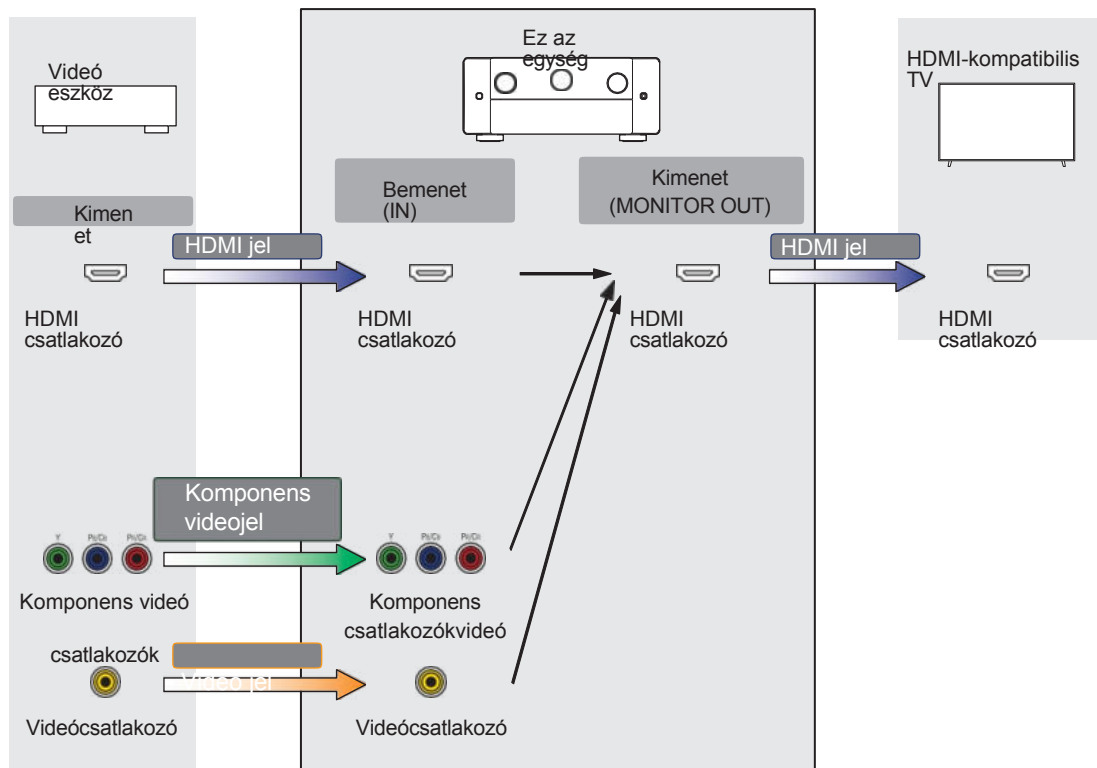 Ez az
egység
Videó
eszköz
HDMI-kompatibilis
TV
Bemenet
(IN)
Kimenet
(MONITOR OUT)
Kimen
et
HDMI jel
HDMI jel
HDMI
csatlakozó
HDMI
csatlakozó
HDMI
csatlakozó
HDMI
csatlakozó
Komponens
videojel
Y
PB/CB
PR/CR
Y
PB/CB
PR/CR
Komponens videó
Komponens
csatlakozókvideó
csatlakozók
Videó jel
Videócsatlakozó
Videócsatlakozó